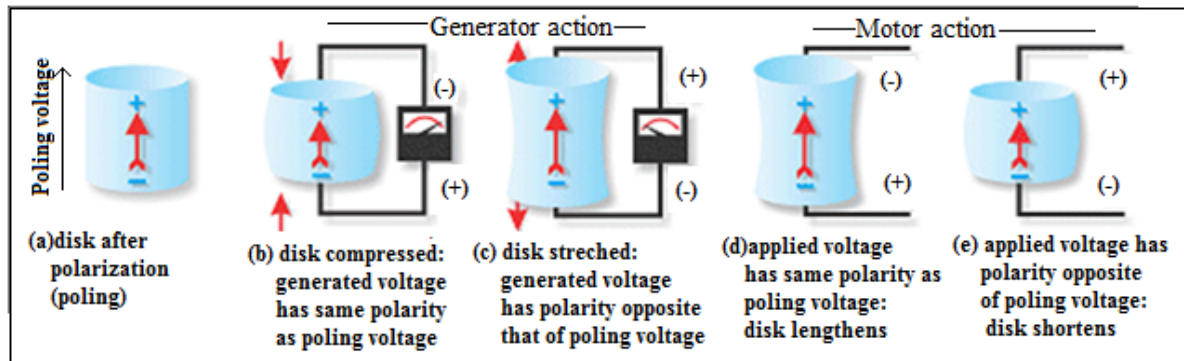 Generator action
Motor action
Poling voltage
+
−
+
−
(-)
(+)
+
−
(+)
(-)
+
−
(-)
(+)
+
−
(+)
(-)
(a)disk after
polarization
(poling)
(b) disk compressed:
generated voltage
has same polarity
as poling voltage
(c) disk streched:
generated voltage
has polarity opposite
that of poling voltage
(d)applied voltage
has same polarity as
poling voltage:
disk lengthens
(e) applied voltage has
polarity opposite
of poling voltage:
disk shortens